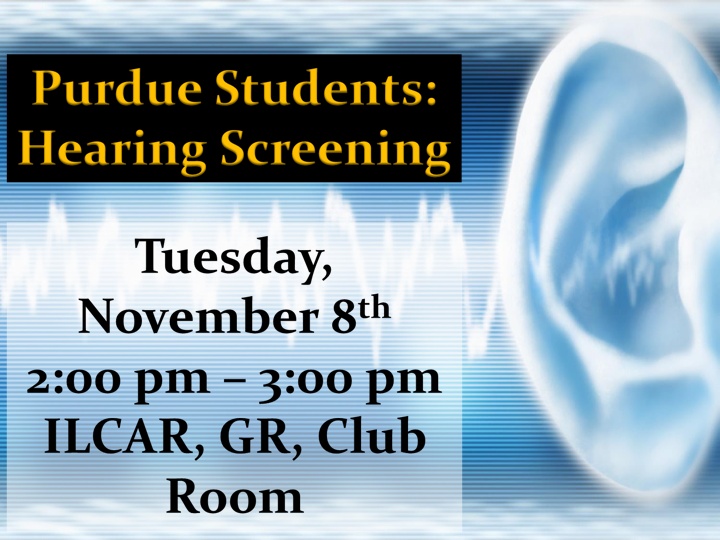 Purdue Students:
Hearing Screening
Tuesday,
November 8th
2:00 pm – 3:00 pm
ILCAR, GR, Club
Room